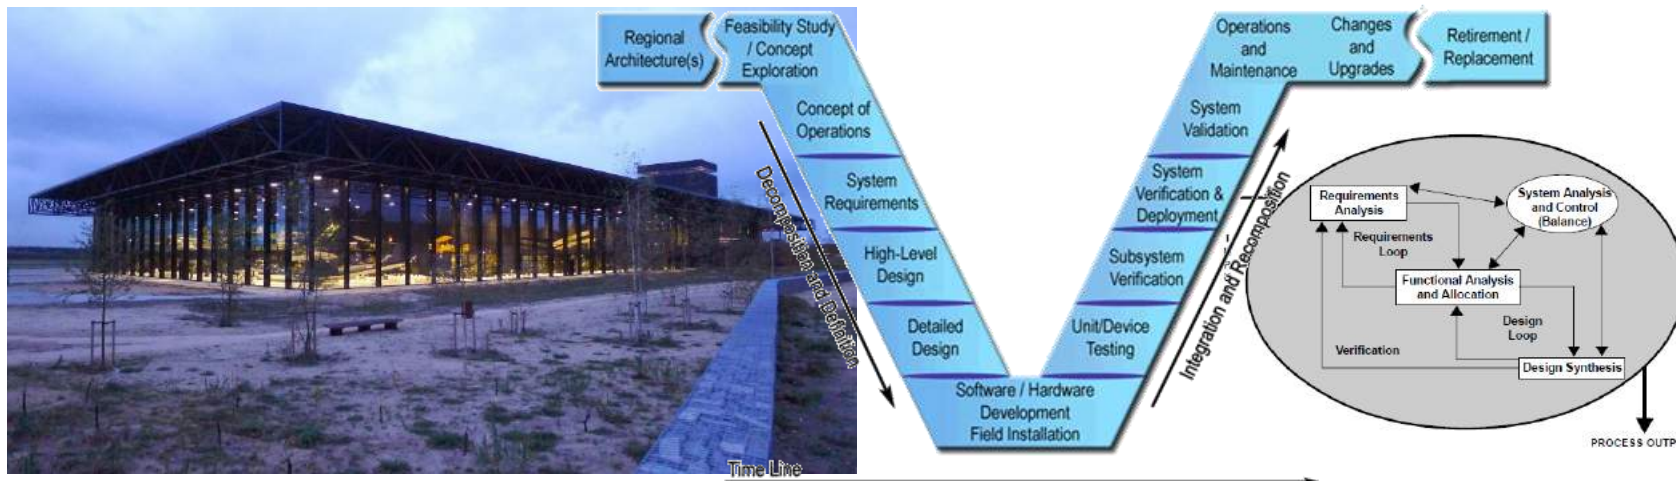 Regional
Architecture(s)
Feasibility Study
/ Concept
Exploration
Concept of
Operations
System
Requirements
High-Level
Design
Detailed
Design
Software / Hardware
Development
Field Installation
Unit/Device
Testing
Subsystem
Verification
System
Verification &
Deployment
System
Validation
Operations
and
Maintenance
Changes
and
Upgrades
Retirement /
Replacement
Decomposition and Definition
Integration and Recomposition
Time Line
Requirements
Analysis
System Analysis
and Control
(Balance)
Requirements
Loop
Functional Analysis
and Allocation
Design
Loop
Verification
Design Synthesis
PROCESS OUTP